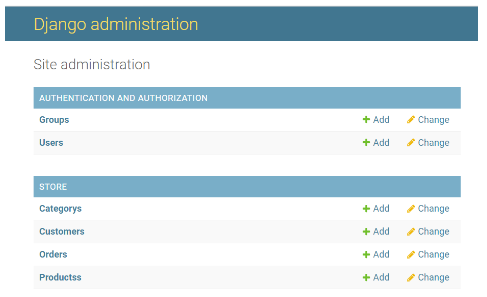 Django administration
Site administration
AUTHENTICATION AND AUTHORIZATION
Groups Add Change
Users Add Change
STORE
Categorys Add Change
Customers Add Change
Orders Add Change
Productss Add Change